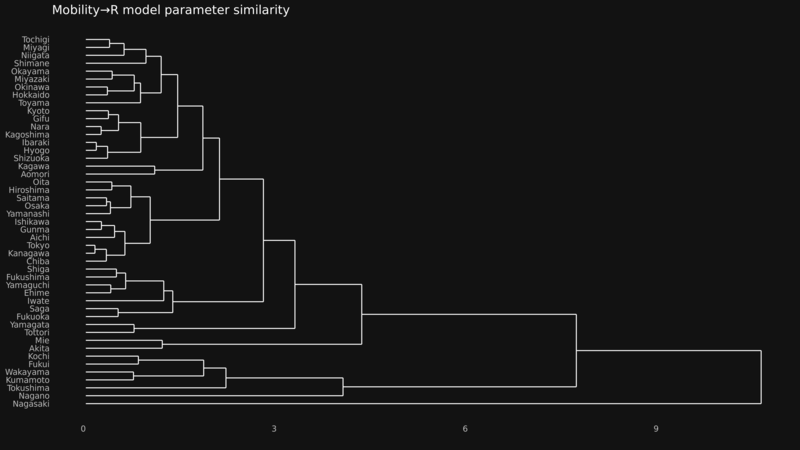 Mobility→R model parameter similarity
Tochigi
Miyagi
Niigata
Shimane
Okayama
Miyazaki
Okinawa
Hokkaido
Toyama
Kyoto
Gifu
Nara
Kagoshima
Ibaraki
Hyogo
Shizuoka
Kagawa
Aomori
Oita
Hiroshima
Saitama
Osaka
Yamanashi
Ishikawa
Gunma
Aichi
Tokyo
Kanagawa
Chiba
Shiga
Fukushima
Yamaguchi
Ehime
Iwate
Saga
Fukuoka
Yamagata
Tottori
Mie
Akita
Kochi
Fukui
Wakayama
Kumamoto
Tokushima
Nagano
Nagasaki
0 3 6 9